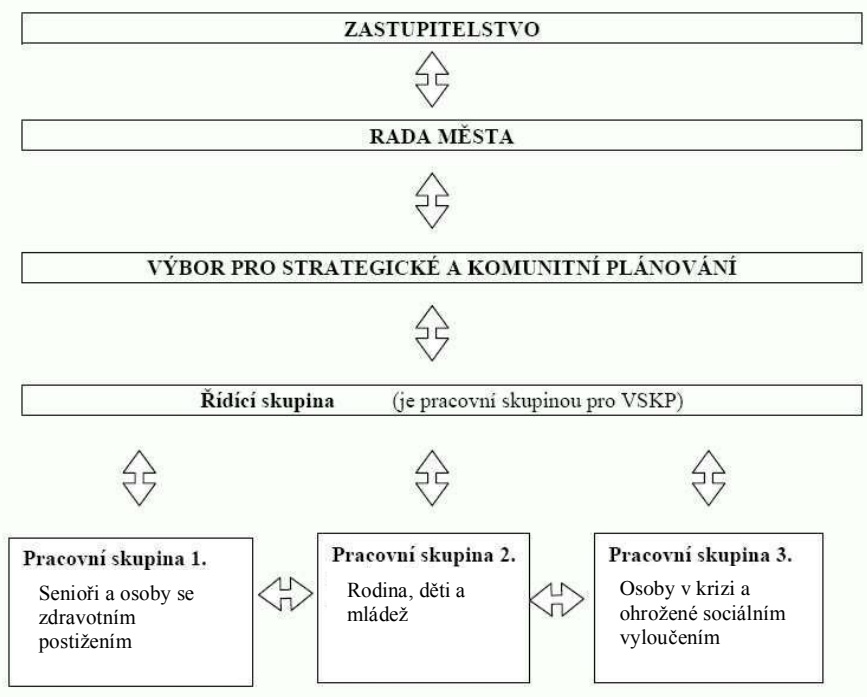 ZASTUPITELSTVO
RADA MĚSTA
VÝBOR PRO STRATEGICKÉ A KOMUNITNÍ PLÁNOVÁNÍ
Řídící skupina (je pracovní skupinou pro VSKP)
Pracovní skupina 1.
Senioři a osoby se
zdravotním
postižením
Pracovní skupina 2.
Rodina, děti a
mládež
Pracovní skupina 3.
Osoby v krizi a
ohrožené sociálním
vyloučením